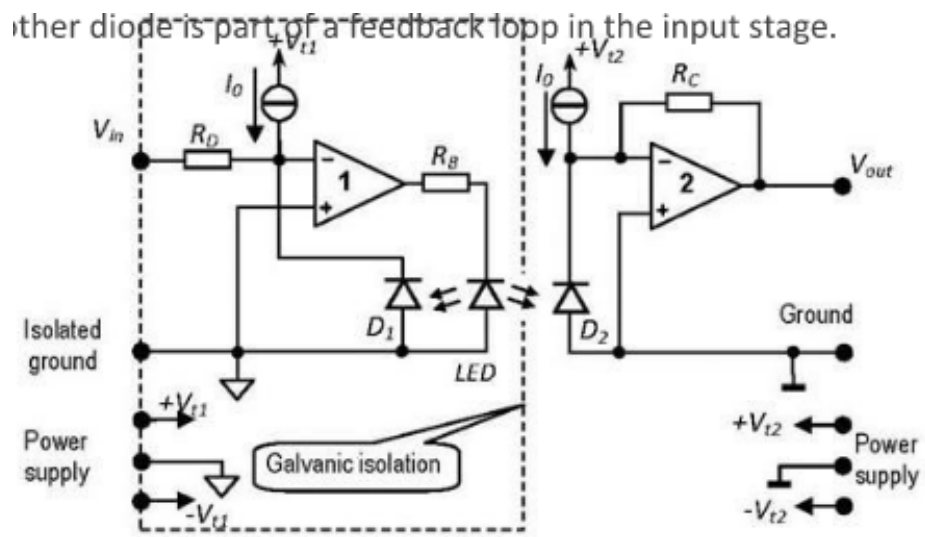 other diode is part of a feedback loop in the input stage.
+Vt1
I0
+Vt2
I0
RC
Vin
RD
RB
Vout
−
1
+
−
2
+
D1
LED
D2
Isolated
ground
Ground
+Vt1
Power
supply
-Vt1
Galvanic isolation
+Vt2
Power
supply
-Vt2